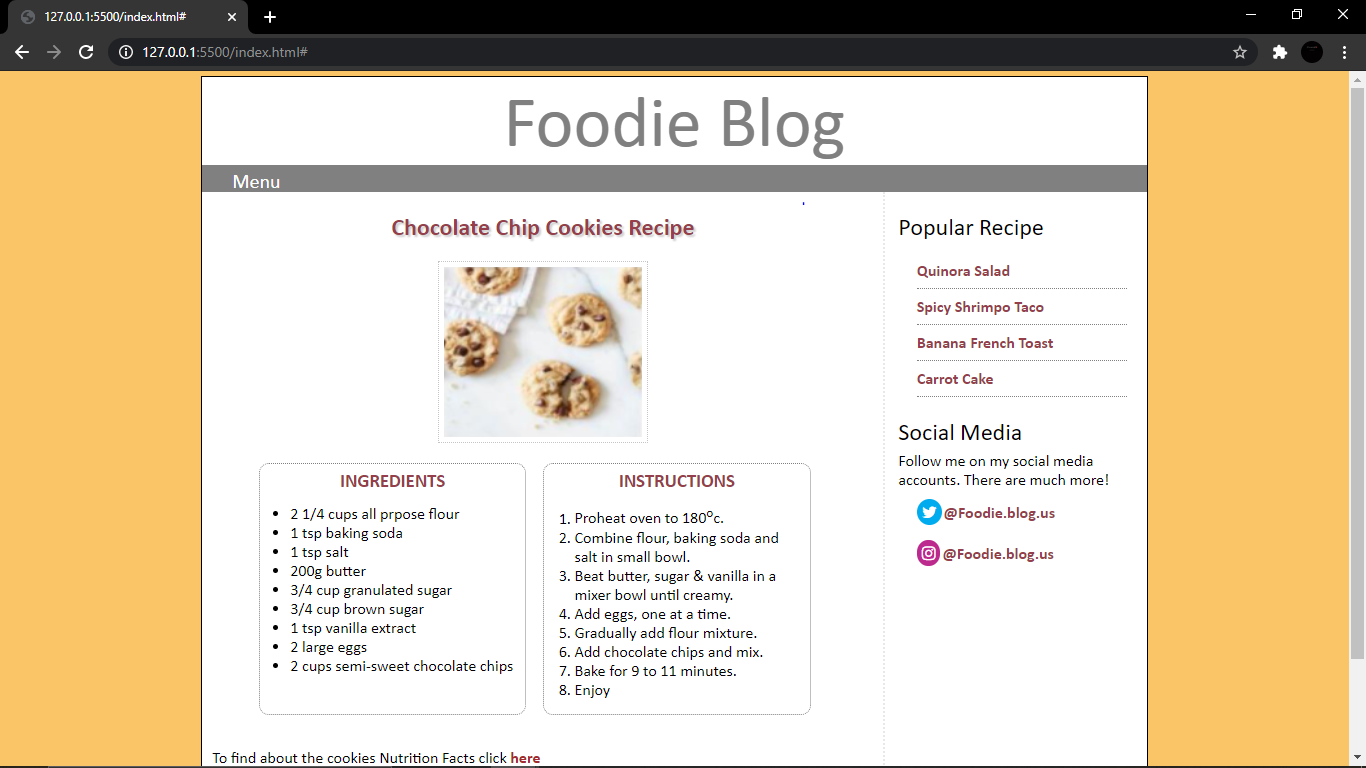 127.0.0.1:5500/index.html#
127.0.0.1:5500/index.html#
Foodie Blog
Menu
Chocolate Chip Cookies Recipe
INGREDIENTS
• 2 1/4 cups all prpose flour
• 1 tsp baking soda
• 1 tsp salt
• 200g butter
• 3/4 cup granulated sugar
• 3/4 cup brown sugar
• 1 tsp vanilla extract
• 2 large eggs
• 2 cups semi-sweet chocolate chips
INSTRUCTIONS
1. Proheat oven to 180ºc.
2. Combine flour, baking soda and
salt in small bowl.
3. Beat butter, sugar & vanilla in a
mixer bowl until creamy.
4. Add eggs, one at a time.
5. Gradually add flour mixture.
6. Add chocolate chips and mix.
7. Bake for 9 to 11 minutes.
8. Enjoy
To find about the cookies Nutrition Facts click here
Popular Recipe
Quinora Salad
Spicy Shrimpo Taco
Banana French Toast
Carrot Cake
Social Media
Follow me on my social media
accounts. There are much more!
@Foodie.blog.us
@Foodie.blog.us